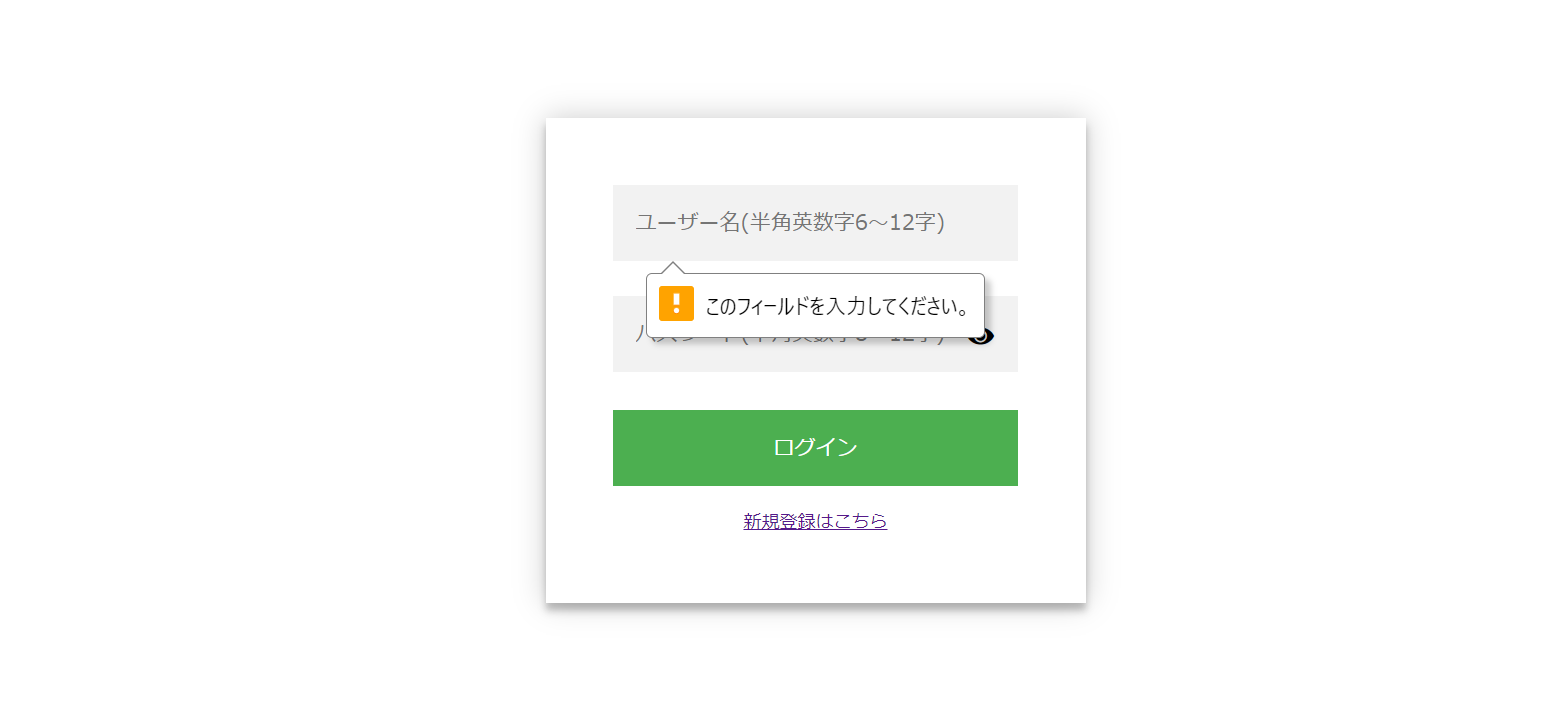 ユーザー名(半角英数字6～12字)
このフィールドを入力してください。
ログイン
新規登録はこちら